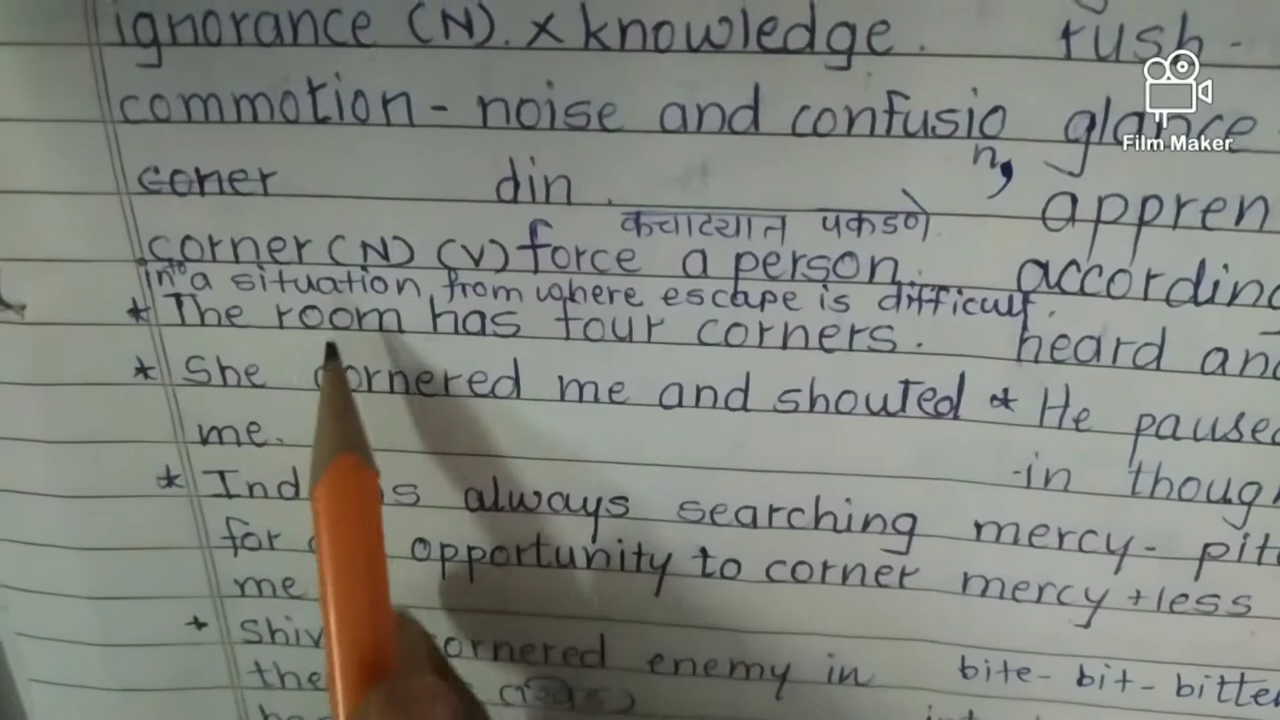 ignorance (N). × knowledge. rush -
commotion - noise and confusion, glance
coner din. appren
कचाट्यात पकडणे.
corner (N) (V) force a person. according
into a situation from where escape is difficult.
* The room has four corners. heard and
* She cornered me and shouted * He paused
me. -in though
* Ind s always searching mercy - pit
for opportunity to corner mercy + less
me
* Shiv ornered enemy in bite - bit - bitten
the
Film Maker